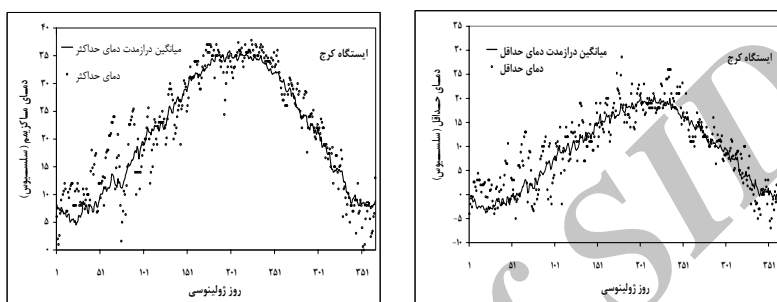 ایستگاه کرج
میانگین درازمدت دمای حداکثر
دمای حداکثر
دمای ماکزیمم (سلسیوس)
۴۰
۳۵
۳۰
۲۵
۲۰
۱۵
۱۰
۵
۰
۱ ۵۱ ۱۰۱ ۱۵۱ ۲۰۱ ۲۵۱ ۳۰۱ ۳۵۱
روز ژولینوسی
ایستگاه کرج
میانگین درازمدت دمای حداقل
دمای حداقل
دمای حداقل (سلسیوس)
۳۵
۳۰
۲۵
۲۰
۱۵
۱۰
۵
۰
-۵
-۱۰
۱ ۵۱ ۱۰۱ ۱۵۱ ۲۰۱ ۲۵۱ ۳۰۱ ۳۵۱
روز ژولینوسی
f SID